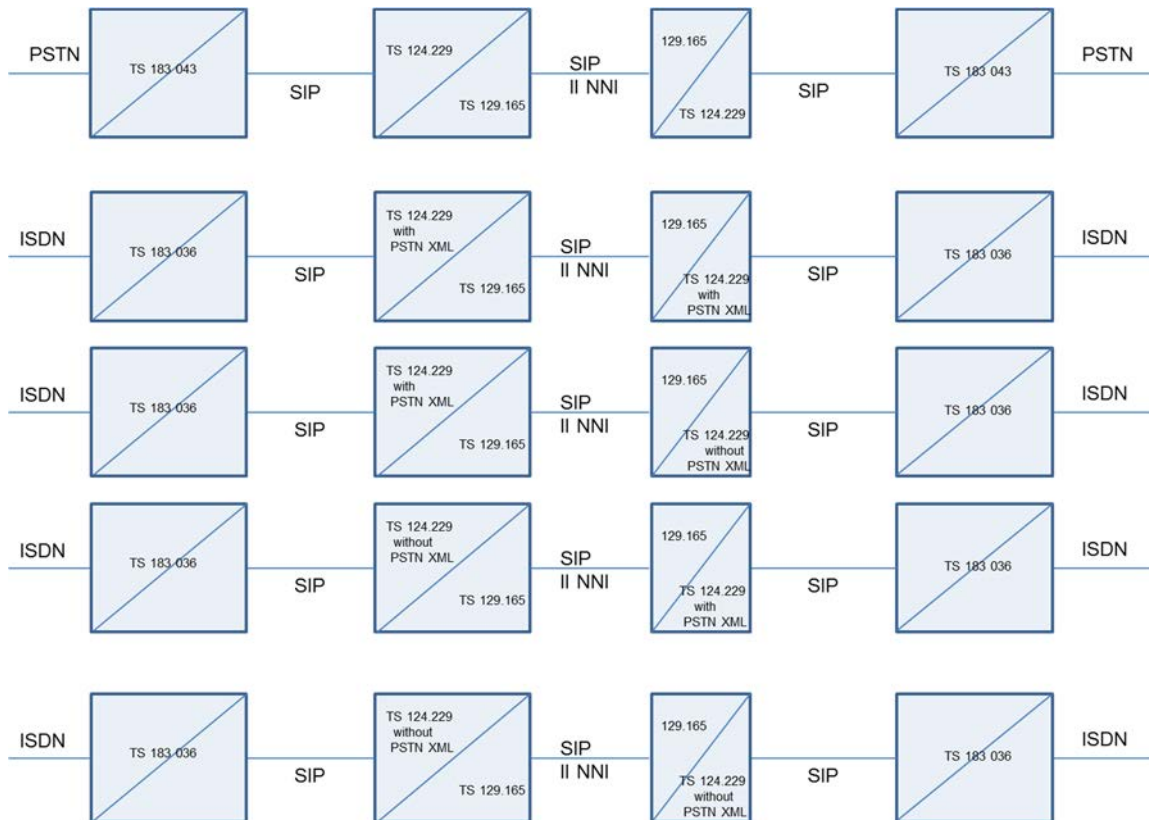 PSTN
TS 183 043
SIP
TS 124.229
TS 129.165
SIP
II NNI
129.165
TS 124.229
SIP
TS 183 043
PSTN
ISDN
TS 183 036
SIP
TS 124.229
with
PSTN XML
TS 129.165
SIP
II NNI
129.165
TS 124.229
with
PSTN XML
SIP
TS 183 036
ISDN
ISDN
TS 183 036
SIP
TS 124.229
with
PSTN XML
TS 129.165
SIP
II NNI
129.165
TS 124.229
without
PSTN XML
SIP
TS 183 036
ISDN
ISDN
TS 183 036
SIP
TS 124.229
without
PSTN XML
TS 129.165
SIP
II NNI
129.165
TS 124.229
with
PSTN XML
SIP
TS 183 036
ISDN
ISDN
TS 183 036
SIP
TS 124.229
without
PSTN XML
TS 129.165
SIP
II NNI
129.165
TS 124.229
without
PSTN XML
SIP
TS 183 036
ISDN